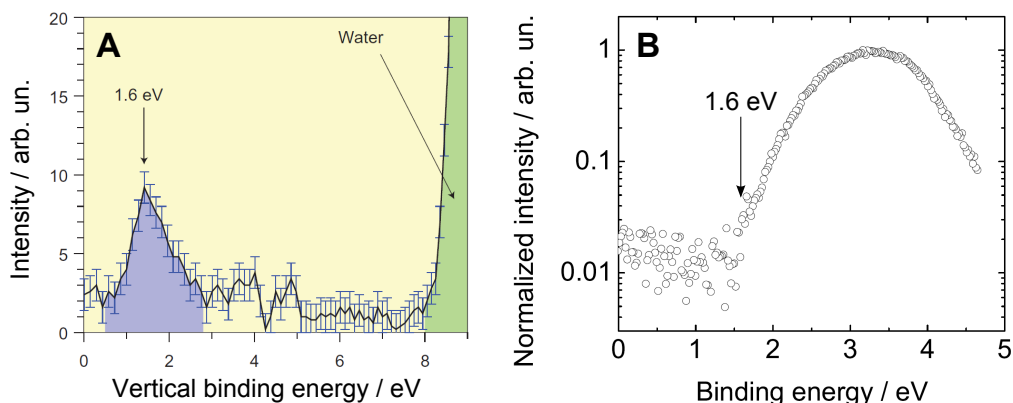 A
Water
1.6 eV
20
15
10
5
0
0
2
4
6
8
Intensity / arb. un.
Vertical binding energy / eV
B
1.6 eV
1
0.1
0.01
0
1
2
3
4
5
Normalized intensity / arb. un.
Binding energy / eV